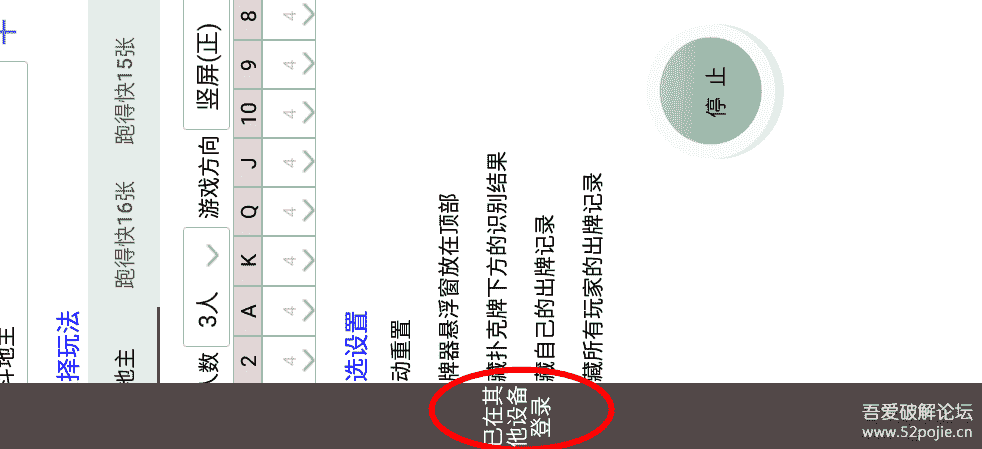 斗地主
择玩法
地主
跑得快16张
跑得快15张
人数
3人
游戏方向
竖屏(正)
2 A K Q J 10 9 8
4 4 4 4 4 4 4 4
选设置
动重置
牌器悬浮窗放在顶部
藏扑克牌下方的识别结果
藏自己的出牌记录
藏所有玩家的出牌记录
停止
已在其
他设备
登录
吾爱破解论坛
www.52pojie.cn